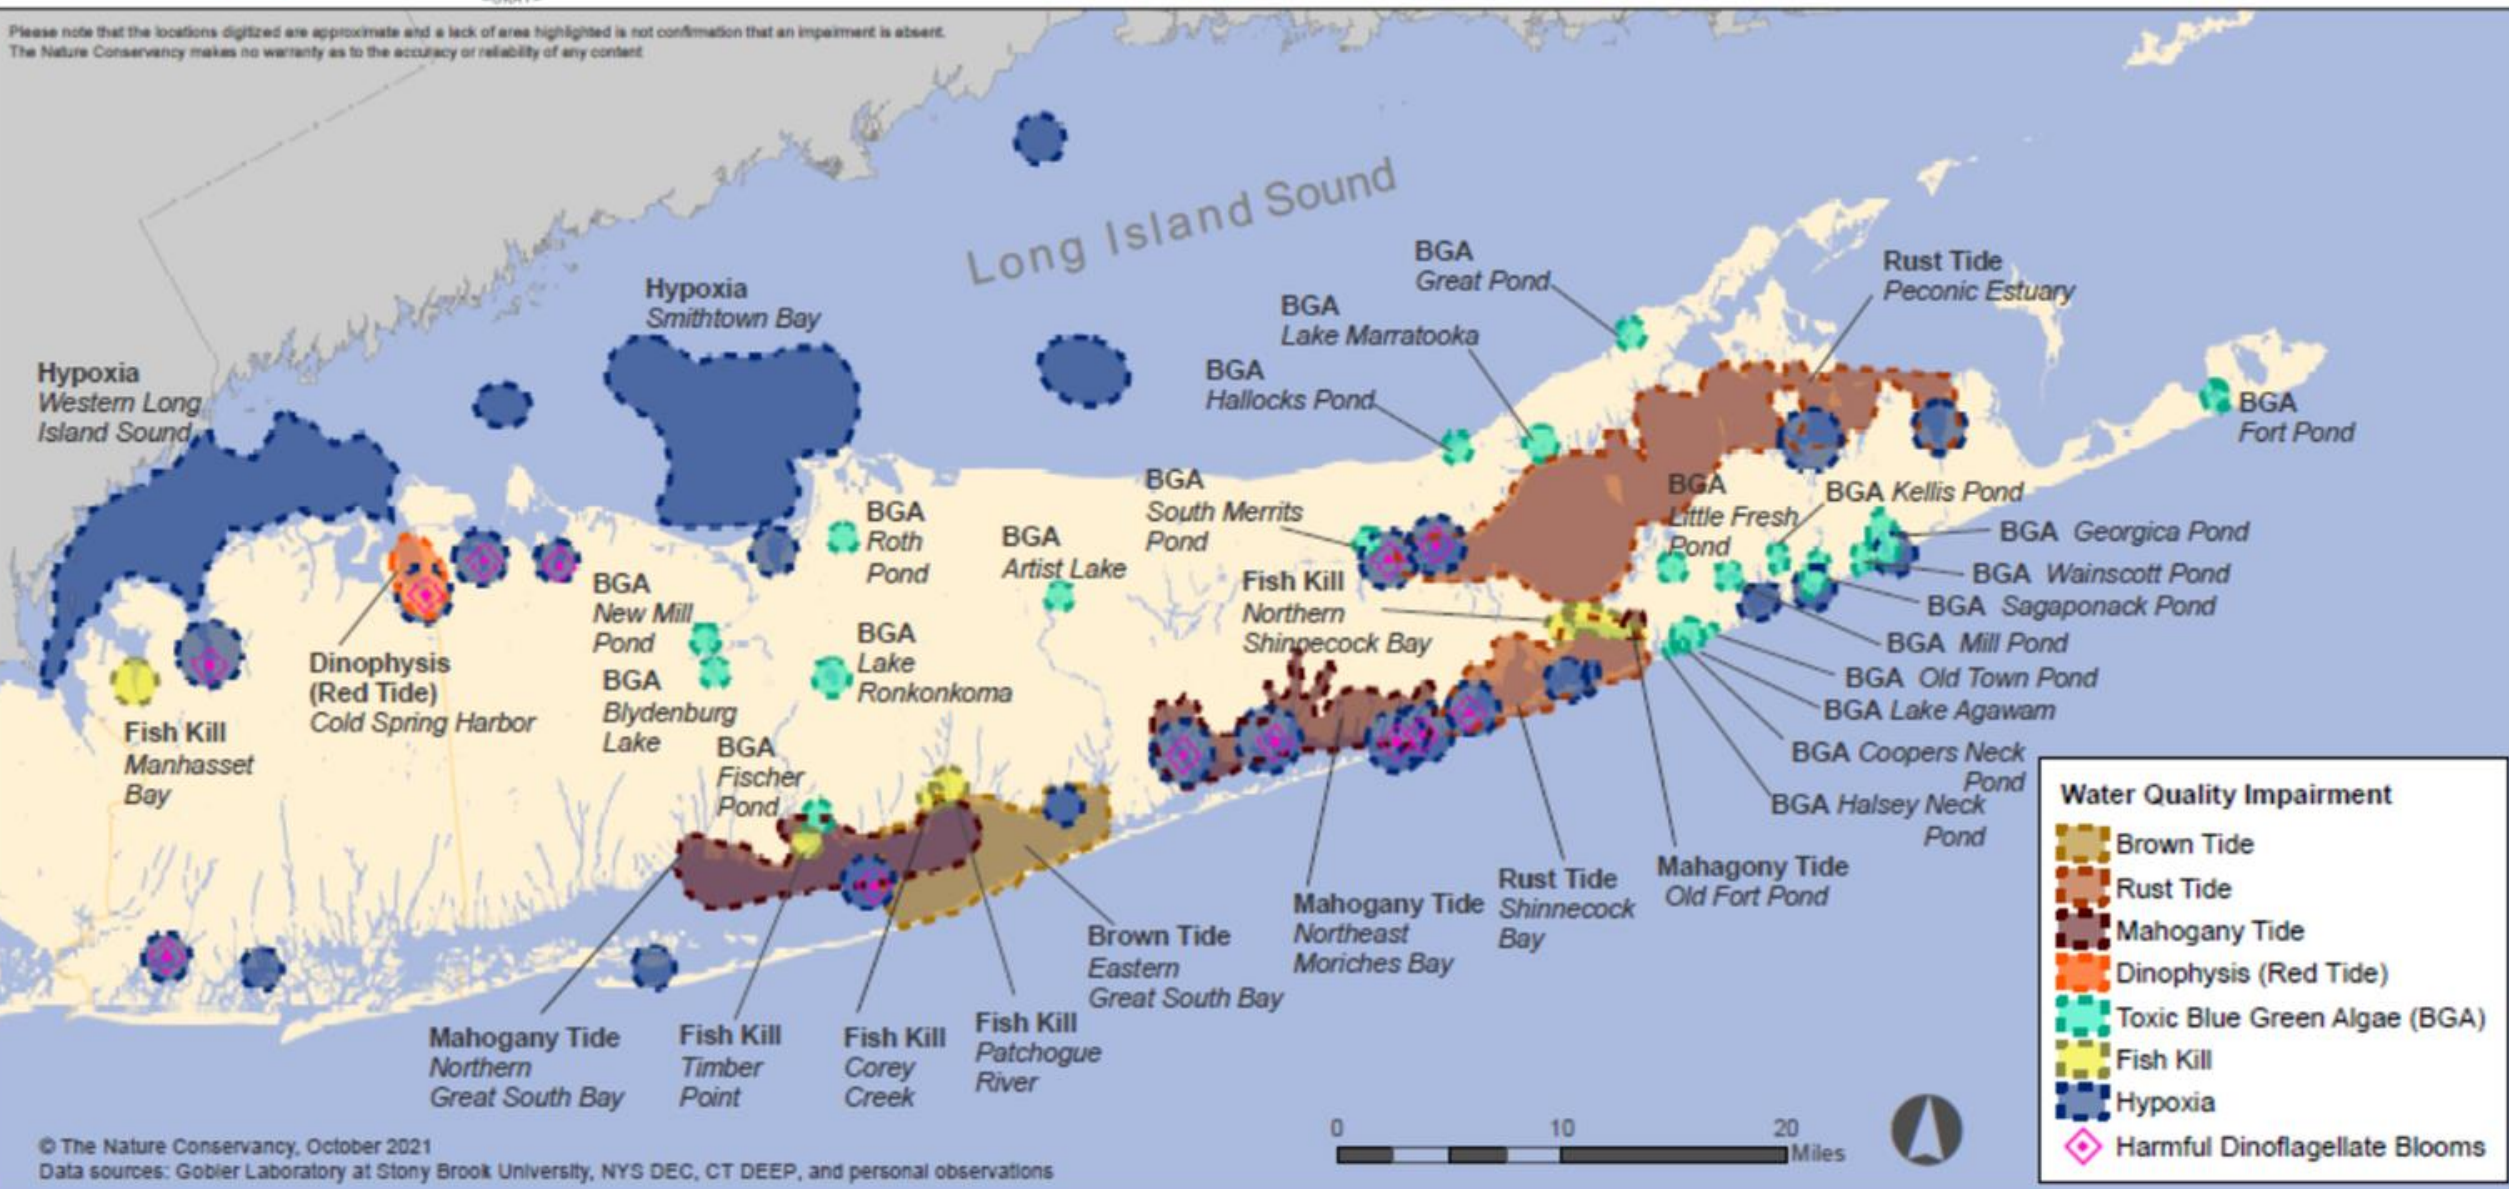 Please note that the locations digitized are approximate and a lack of area highlighted is not confirmation that an impairment is absent.
The Nature Conservancy makes no warranty as to the accuracy or reliability of any content
Long Island Sound
Hypoxia
Western Long
Island Sound
Hypoxia
Smithtown Bay
BGA
Great Pond
BGA
Lake Marratooka
BGA
Hallocks Pond
Rust Tide
Peconic Estuary
BGA
Fort Pond
BGA
South Merrits
Pond
BGA
Little Fresh
Pond
BGA Kellis Pond
BGA Georgica Pond
BGA Wainscott Pond
BGA Sagaponack Pond
BGA Mill Pond
BGA Old Town Pond
BGA Lake Agawam
BGA Coopers Neck
Pond
BGA Halsey Neck
Pond
BGA
Roth
Pond
BGA
Artist Lake
BGA
New Mill
Pond
BGA
Blydenburg
Lake
BGA
Lake
Ronkonkoma
BGA
Fischer
Pond
Fish Kill
Northern
Shinnecock Bay
Dinophysis
(Red Tide)
Cold Spring Harbor
Fish Kill
Manhasset
Bay
Mahogany Tide
Northern
Great South Bay
Fish Kill
Timber
Point
Fish Kill
Corey
Creek
Fish Kill
Patchogue
River
Brown Tide
Eastern
Great South Bay
Mahogany Tide
Northeast
Moriches Bay
Rust Tide
Shinnecock
Bay
Mahagony Tide
Old Fort Pond
Water Quality Impairment
Brown Tide
Rust Tide
Mahogany Tide
Dinophysis (Red Tide)
Toxic Blue Green Algae (BGA)
Fish Kill
Hypoxia
Harmful Dinoflagellate Blooms
0 10 20
Miles
© The Nature Conservancy, October 2021
Data sources: Gobler Laboratory at Stony Brook University, NYS DEC, CT DEEP, and personal observations